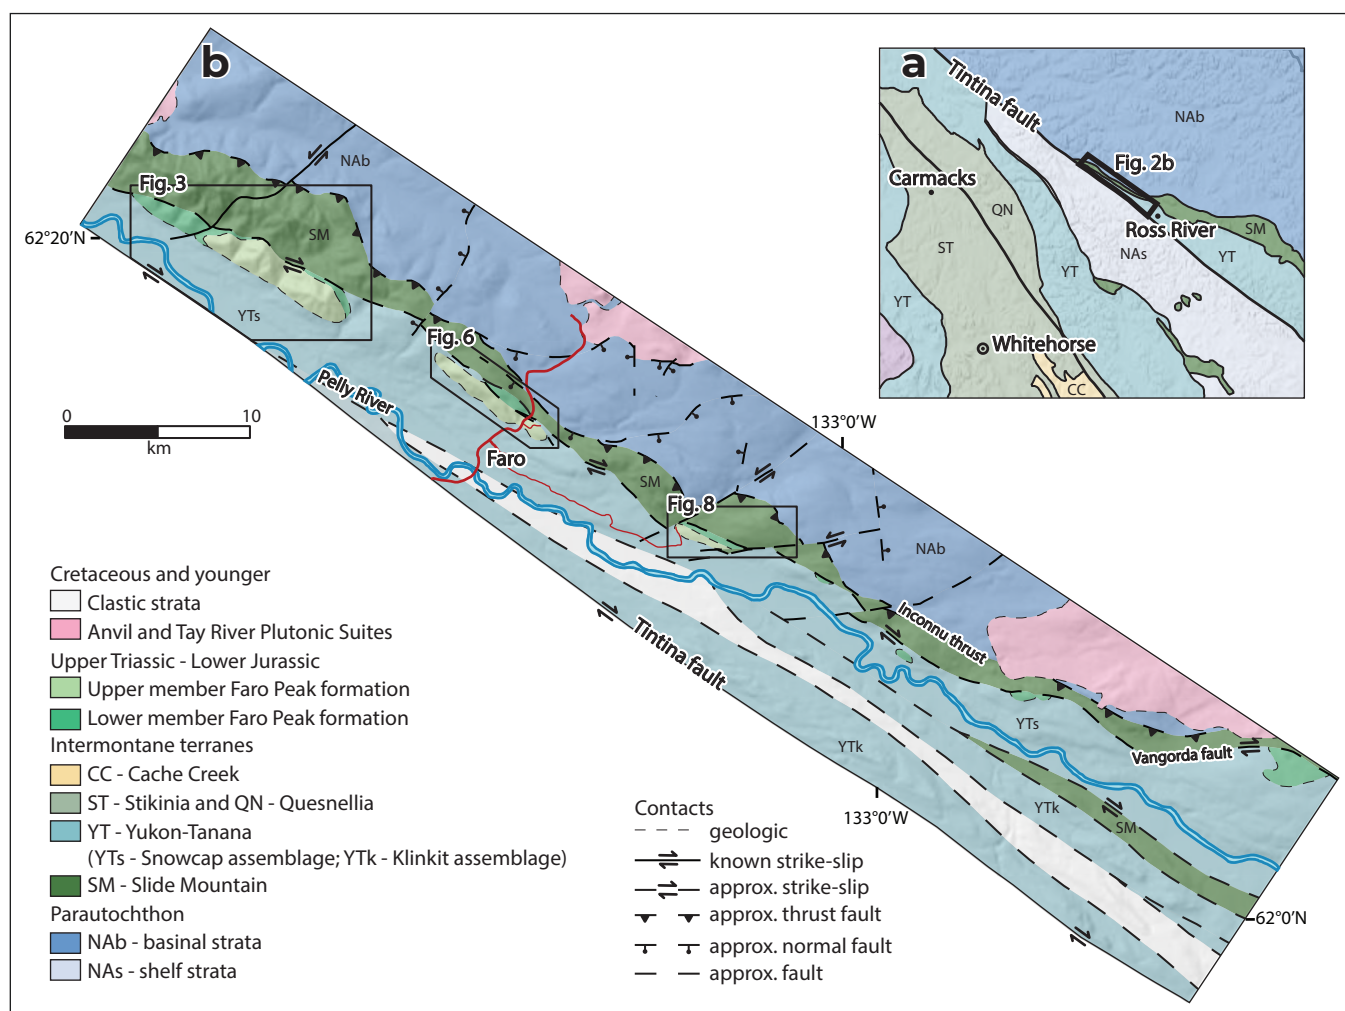 b
a
Tintina fault
NAb
Fig. 2b
Carmacks
QN
Ross River
SM
ST
NAs
YT
YT
YT
Whitehorse
CC
NAb
Fig. 3
62°20'N
SM
YTs
Fig. 6
Pelly River
0 10
km
133°0'W
Faro
SM
Fig. 8
NAb
Inconnu thrust
Tintina fault
YTs
Vangorda fault
YTk
YTk
SM
133°0'W
62°0'N
Cretaceous and younger
Clastic strata
Anvil and Tay River Plutonic Suites
Upper Triassic - Lower Jurassic
Upper member Faro Peak formation
Lower member Faro Peak formation
Intermontane terranes
CC - Cache Creek
ST - Stikinia and QN - Quesnellia
YT - Yukon-Tanana
(YTs - Snowcap assemblage; YTk - Klinkit assemblage)
SM - Slide Mountain
Parautochthon
NAb - basinal strata
NAs - shelf strata
Contacts
geologic
known strike-slip
approx. strike-slip
approx. thrust fault
approx. normal fault
approx. fault